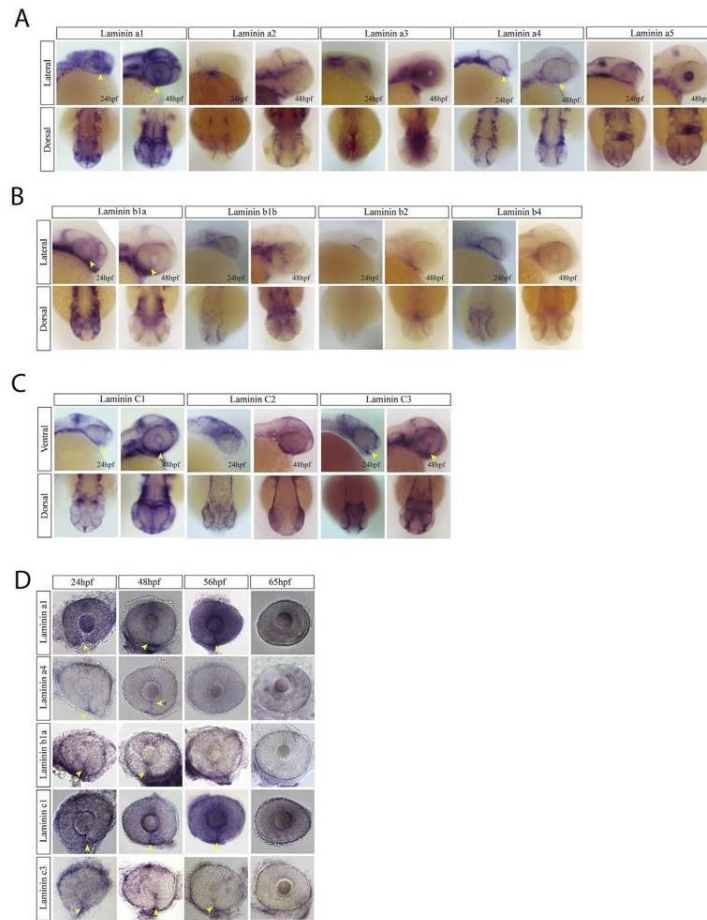 A
Laminin a1 Laminin a2 Laminin a3 Laminin a4 Laminin a5
Lateral
24hpf 48hpf 24hpf 48hpf 24hpf 48hpf 24hpf 48hpf 24hpf 48hpf
Dorsal
B
Laminin b1a Laminin b1b Laminin b2 Laminin b4
Lateral
24hpf 48hpf 24hpf 48hpf 24hpf 48hpf 24hpf 48hpf
Dorsal
C
Laminin C1 Laminin C2 Laminin C3
Ventral
24hpf 48hpf 24hpf 48hpf 24hpf 48hpf
Dorsal
D
24hpf 48hpf 56hpf 65hpf
Laminin a1
Laminin a4
Laminin b1a
Laminin c1
Laminin c3